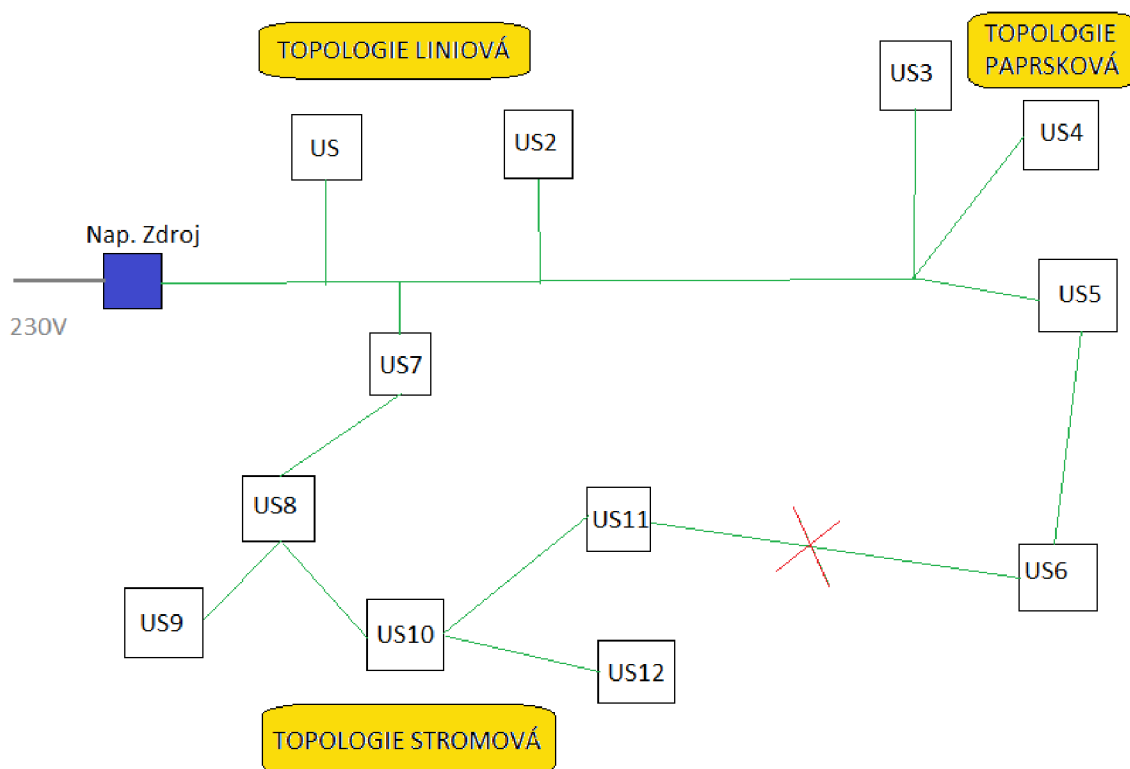 TOPOLOGIE LINIOVÁ
TOPOLOGIE
PAPRSKOVÁ
US3
US4
US
US2
Nap. Zdroj
230V
US5
US7
US8
US11
US6
US9
US10
US12
TOPOLOGIE STROMOVÁ